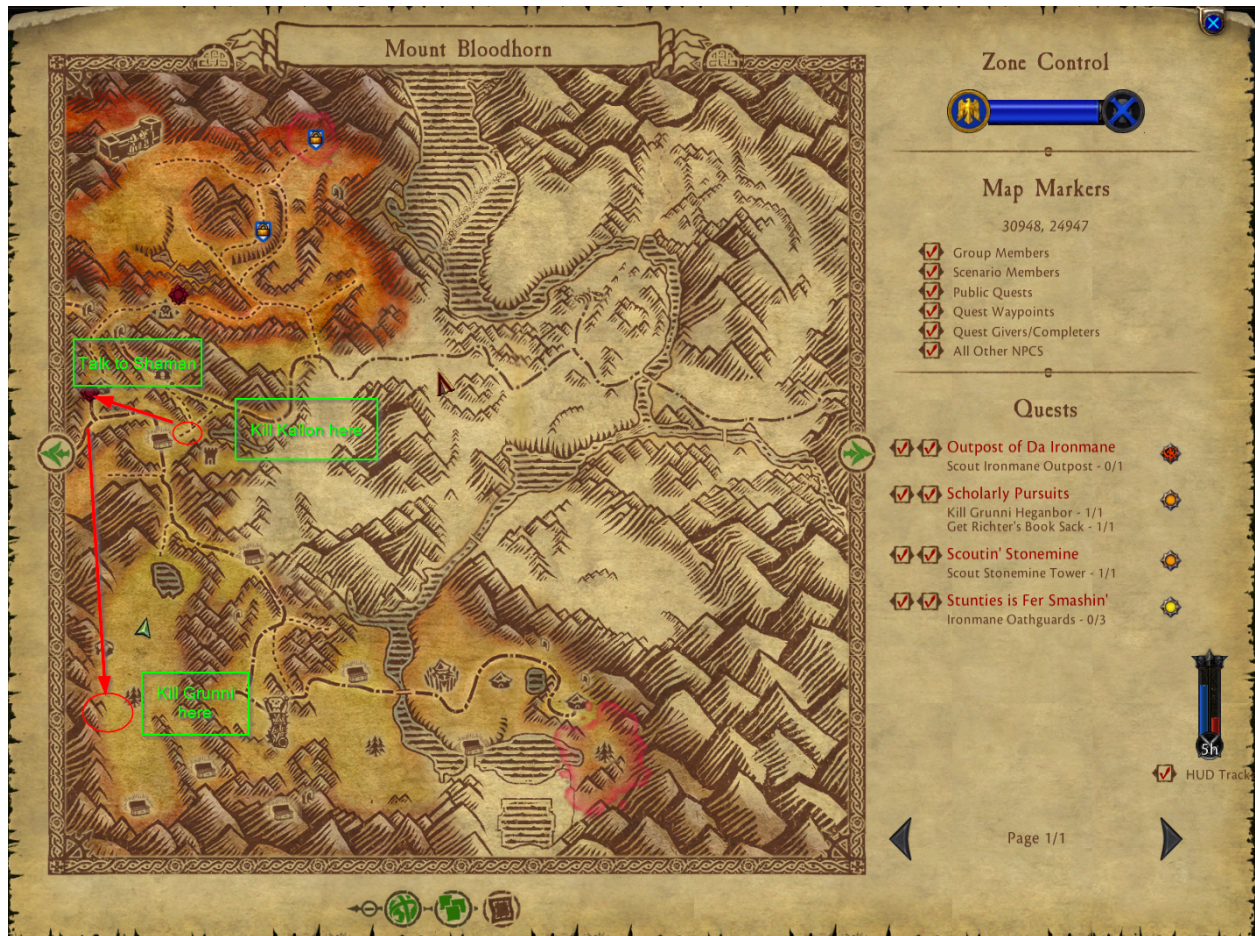 Mount Bloodhorn
Talk to Shaman
Kill Kailon here
Kill Grunni
here
Zone Control
Map Markers
30948, 24947
Group Members
Scenario Members
Public Quests
Quest Waypoints
Quest Givers/Completers
All Other NPCS
Quests
Outpost of Da Ironmane
Scout Ironmane Outpost - 0/1
Scholarly Pursuits
Kill Grunni Heganbor - 1/1
Get Richter's Book Sack - 1/1
Scoutin' Stonemine
Scout Stonemine Tower - 1/1
Stunties is Fer Smashin'
Ironmane Oathguards - 0/3
5h
HUD Track
Page 1/1